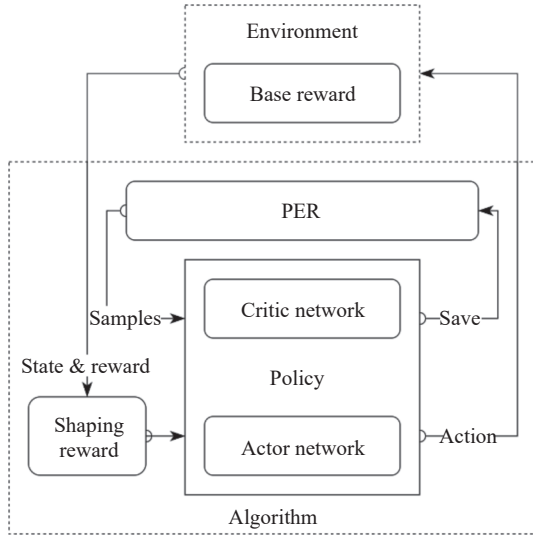 Environment
Base reward
PER
Critic network
Samples
Save
State & reward
Policy
Shaping
reward
Actor network
Action
Algorithm